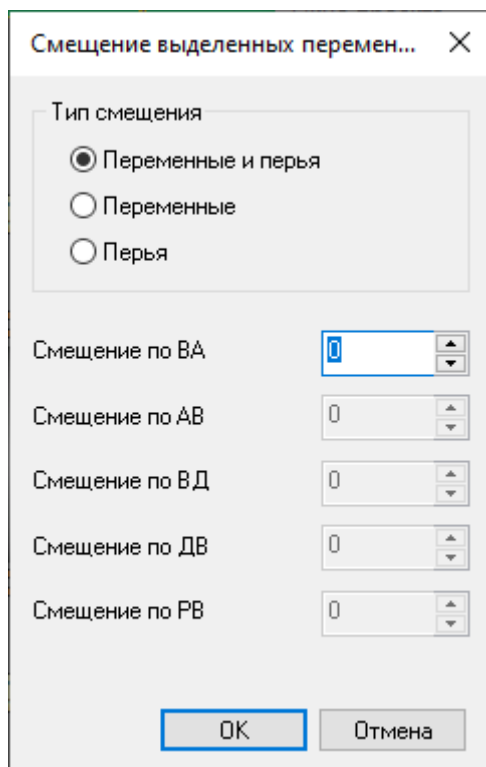 Смещение выделенных перемен...
Тип смещения
Переменные и перья
Переменные
Перья
Смещение по ВА 0
Смещение по АВ 0
Смещение по ВД 0
Смещение по ДВ 0
Смещение по РВ 0
OK Отмена